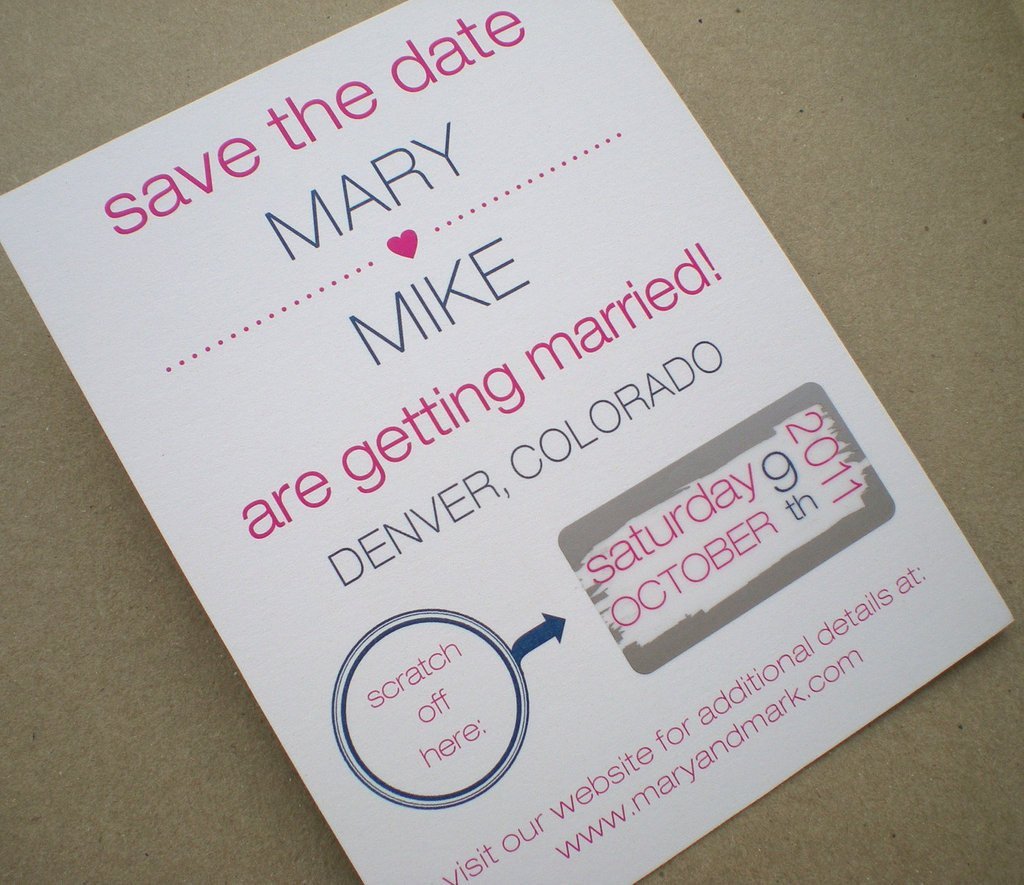 save the date
MARY
MIKE
are getting married!
DENVER, COLORADO
saturday 9 2011
OCTOBER th
scratch
off
here:
visit our website for additional details at:
www.maryandmark.com